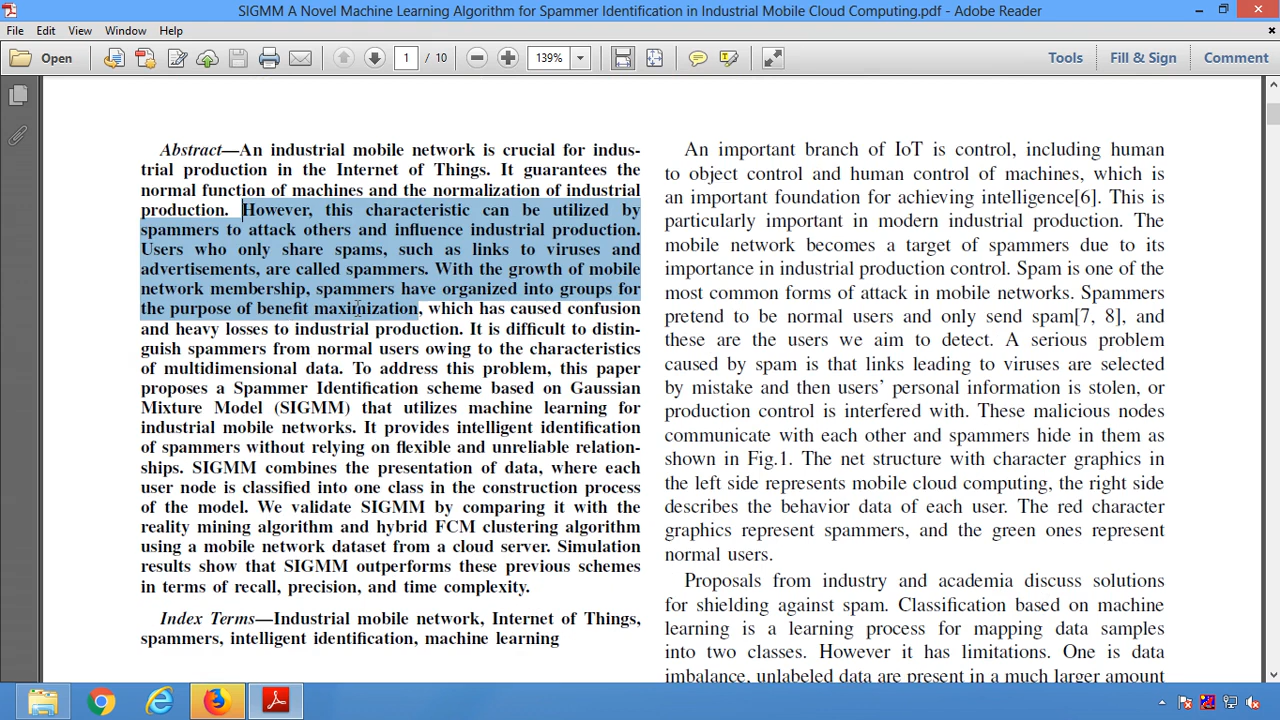 SIGMM A Novel Machine Learning Algorithm for Spammer Identification in Industrial Mobile Cloud Computing.pdf - Adobe Reader
File Edit View Window Help
Open 1 / 10 139% Tools Fill & Sign Comment
Abstract—An industrial mobile network is crucial for indus-
trial production in the Internet of Things. It guarantees the
normal function of machines and the normalization of industrial
production. However, this characteristic can be utilized by
spammers to attack others and influence industrial production.
Users who only share spams, such as links to viruses and
advertisements, are called spammers. With the growth of mobile
network membership, spammers have organized into groups for
the purpose of benefit maximization, which has caused confusion
and heavy losses to industrial production. It is difficult to distin-
guish spammers from normal users owing to the characteristics
of multidimensional data. To address this problem, this paper
proposes a Spammer Identification scheme based on Gaussian
Mixture Model (SIGMM) that utilizes machine learning for
industrial mobile networks. It provides intelligent identification
of spammers without relying on flexible and unreliable relation-
ships. SIGMM combines the presentation of data, where each
user node is classified into one class in the construction process
of the model. We validate SIGMM by comparing it with the
reality mining algorithm and hybrid FCM clustering algorithm
using a mobile network dataset from a cloud server. Simulation
results show that SIGMM outperforms these previous schemes
in terms of recall, precision, and time complexity.
Index Terms—Industrial mobile network, Internet of Things,
spammers, intelligent identification, machine learning
An important branch of IoT is control, including human
to object control and human control of machines, which is
an important foundation for achieving intelligence[6]. This is
particularly important in modern industrial production. The
mobile network becomes a target of spammers due to its
importance in industrial production control. Spam is one of the
most common forms of attack in mobile networks. Spammers
pretend to be normal users and only send spam[7, 8], and
these are the users we aim to detect. A serious problem
caused by spam is that links leading to viruses are selected
by mistake and then users’ personal information is stolen, or
production control is interfered with. These malicious nodes
communicate with each other and spammers hide in them as
shown in Fig.1. The net structure with character graphics in
the left side represents mobile cloud computing, the right side
describes the behavior data of each user. The red character
graphics represent spammers, and the green ones represent
normal users.
Proposals from industry and academia discuss solutions
for shielding against spam. Classification based on machine
learning is a learning process for mapping data samples
into two classes. However it has limitations. One is data
imbalance, unlabeled data are present in a much larger amount